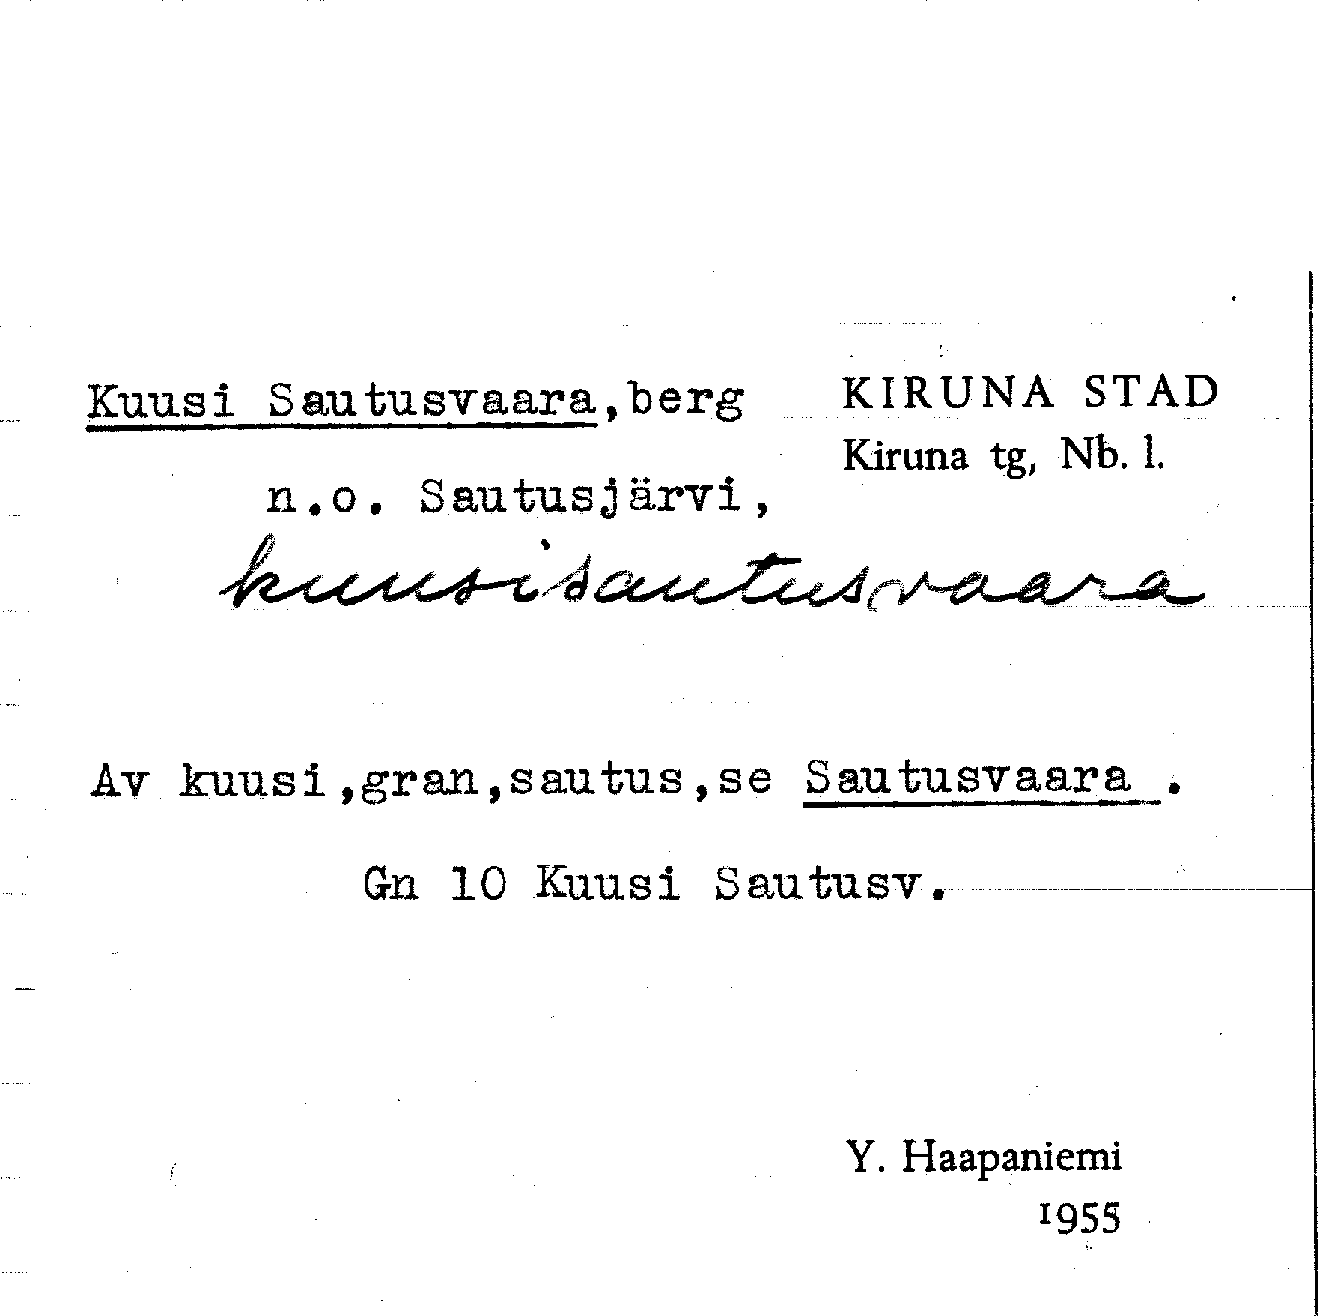 Kuusi Sautusvaara, berg
KIRUNA STAD
Kiruna tg, Nb. l.
n.o. Sautusjärvi,
kuusisautusvaara
Av kuusi,gran,sautus,se Sautusvaara .
Gn 10 Kuusi Sautusv.
Y. Haapaniemi
1955